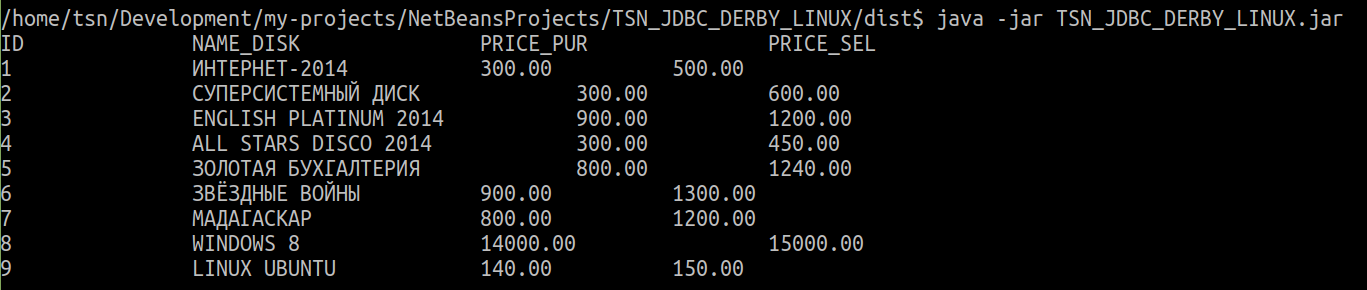 /home/tsn/Development/my-projects/NetBeansProjects/TSN_JDBC_DERBY_LINUX/dist$ java -jar TSN_JDBC_DERBY_LINUX.jar
ID NAME_DISK PRICE_PUR PRICE_SEL
1 ИНТЕРНЕТ-2014 300.00 500.00
2 СУПЕРСИСТЕМНЫЙ ДИСК 300.00 600.00
3 ENGLISH PLATINUM 2014 900.00 1200.00
4 ALL STARS DISCO 2014 300.00 450.00
5 ЗОЛОТАЯ БУХГАЛТЕРИЯ 800.00 1240.00
6 ЗВЁЗДНЫЕ ВОЙНЫ 900.00 1300.00
7 МАДАГАСКАР 800.00 1200.00
8 WINDOWS 8 14000.00 15000.00
9 LINUX UBUNTU 140.00 150.00